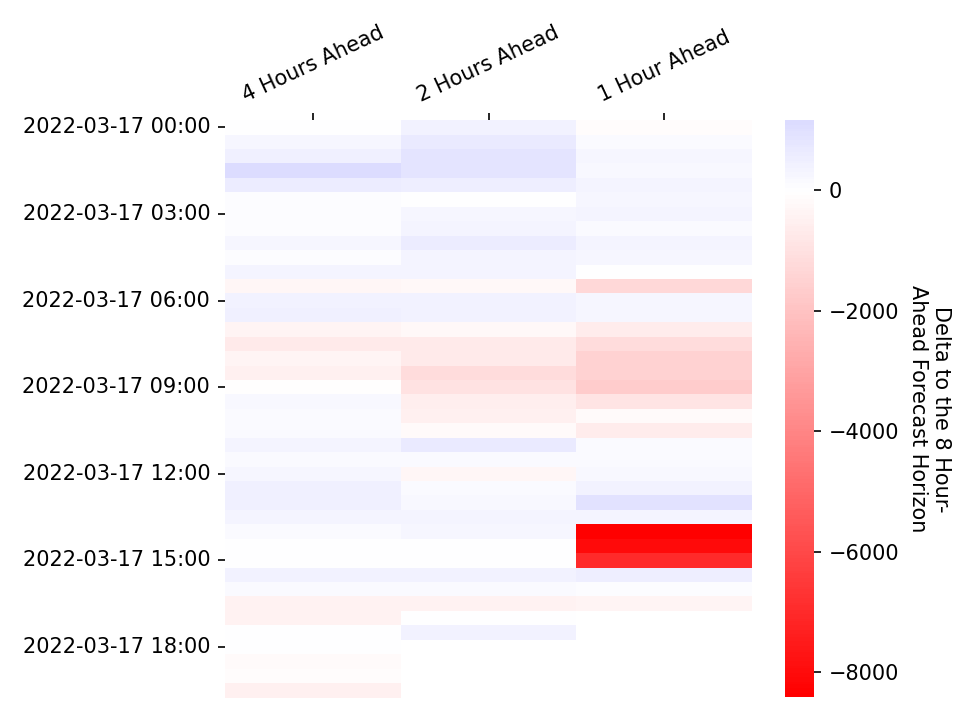 4 Hours Ahead
2 Hours Ahead
1 Hour Ahead
2022-03-17 00:00
2022-03-17 03:00
2022-03-17 06:00
2022-03-17 09:00
2022-03-17 12:00
2022-03-17 15:00
2022-03-17 18:00
0
−2000
−4000
−6000
−8000
Delta to the 8 Hour-
Ahead Forecast Horizon